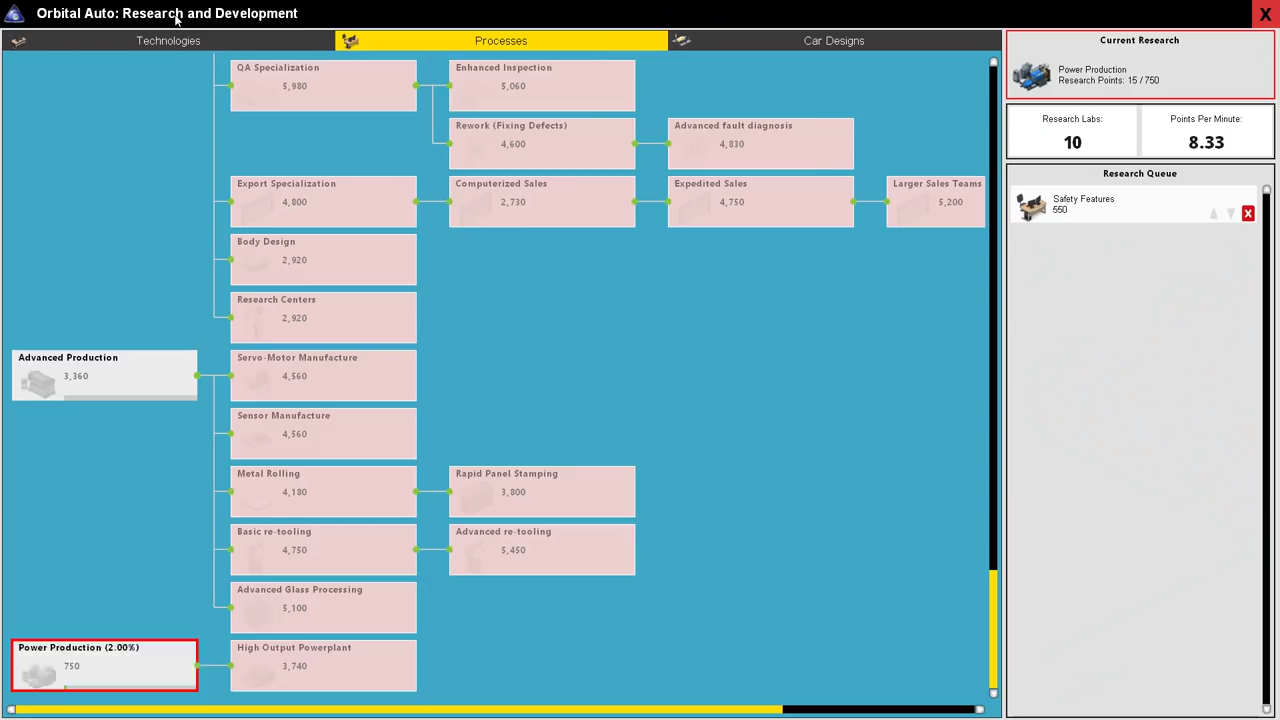 Orbital Auto: Research and Development
X
Technologies
Processes
Car Designs
QA Specialization
5,980
Enhanced Inspection
5,060
Rework (Fixing Defects)
4,600
Advanced fault diagnosis
4,830
Export Specialization
4,800
Computerized Sales
2,730
Expedited Sales
4,750
Larger Sales Teams
5,200
Body Design
2,920
Research Centers
2,920
Advanced Production
3,360
Servo-Motor Manufacture
4,560
Sensor Manufacture
4,560
Metal Rolling
4,180
Rapid Panel Stamping
3,800
Basic re-tooling
4,750
Advanced re-tooling
5,450
Advanced Glass Processing
5,100
Power Production (2.00%)
750
High Output Powerplant
3,740
Current Research
Power Production
Research Points: 15 / 750
Research Labs:
10
Points Per Minute:
8.33
Research Queue
Safety Features
550
X